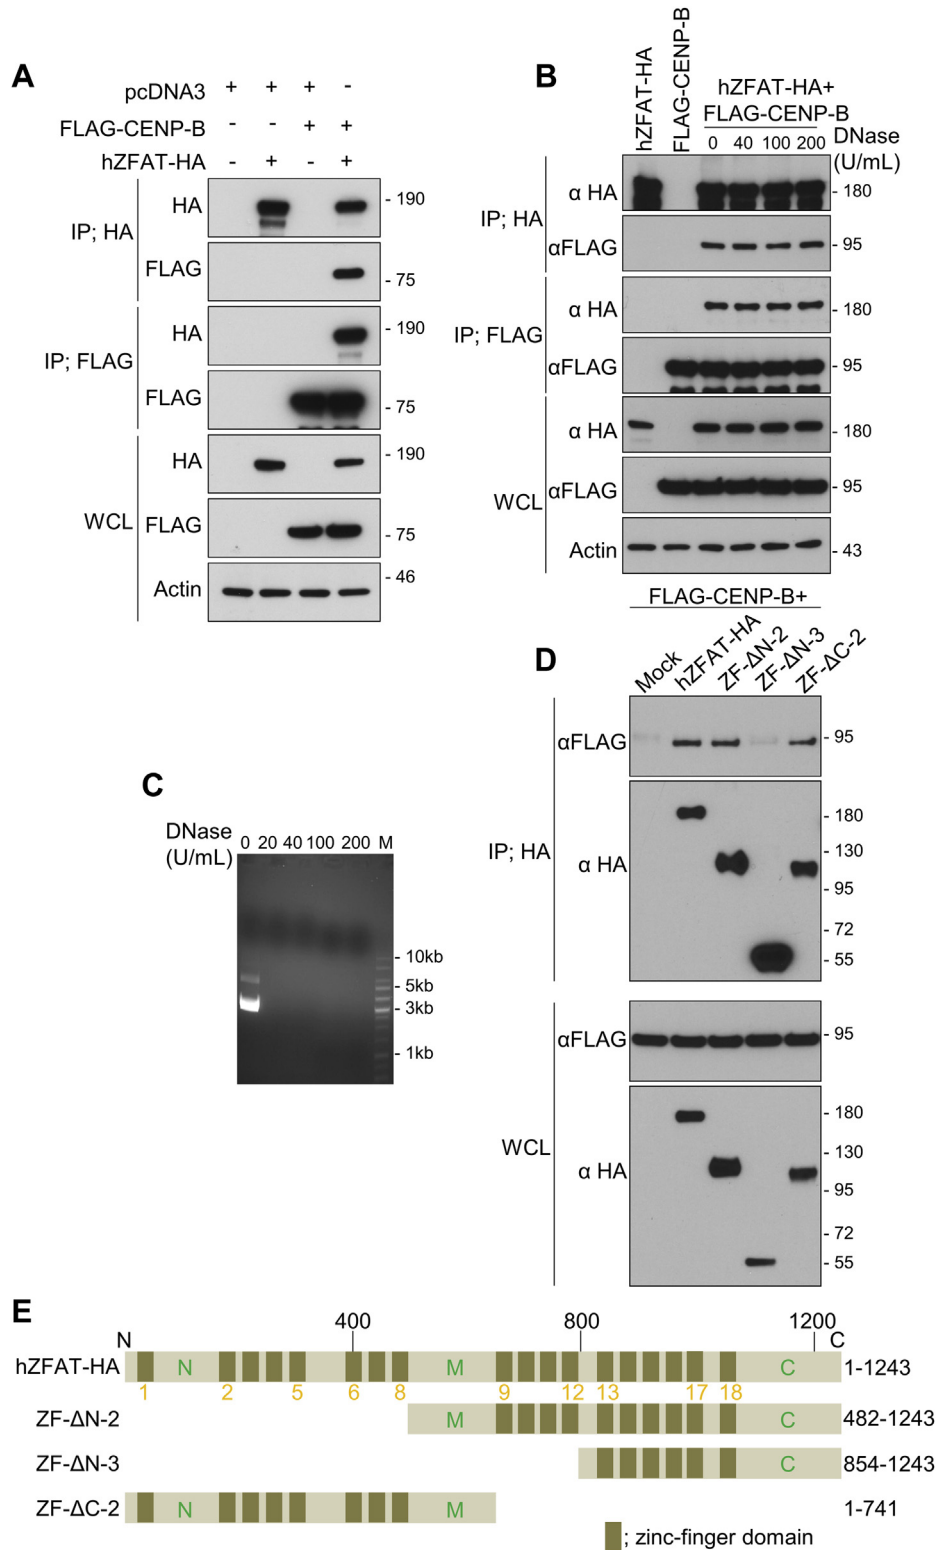 A
pcDNA3 + + + -
FLAG-CENP-B - - + +
hZFAT-HA - + - +
IP; HA
HA - 190
FLAG - 75
IP; FLAG
HA - 190
FLAG - 75
WCL
HA - 190
FLAG - 75
Actin - 46
B
hZFAT-HA
FLAG-CENP-B
hZFAT-HA+
FLAG-CENP-B
0 40 100 200 DNase
(U/mL)
IP; HA
α HA - 180
αFLAG - 95
IP; FLAG
α HA - 180
αFLAG - 95
WCL
α HA - 180
αFLAG - 95
Actin - 43
C
DNase
(U/mL)
0 20 40 100 200 M
- 10kb
- 5kb
- 3kb
- 1kb
D
FLAG-CENP-B+
Mock
hZFAT-HA
ZF-ΔN-2
ZF-ΔN-3
ZF-ΔC-2
IP; HA
αFLAG - 95
α HA
- 180
- 130
- 95
- 72
- 55
WCL
αFLAG - 95
α HA
- 180
- 130
- 95
- 72
- 55
E
400 800 1200
N C
hZFAT-HA N M C 1-1243
1 2 5 6 8 9 12 13 17 18
ZF-ΔN-2 M C 482-1243
ZF-ΔN-3 C 854-1243
ZF-ΔC-2 N M 1-741
; zinc-finger domain